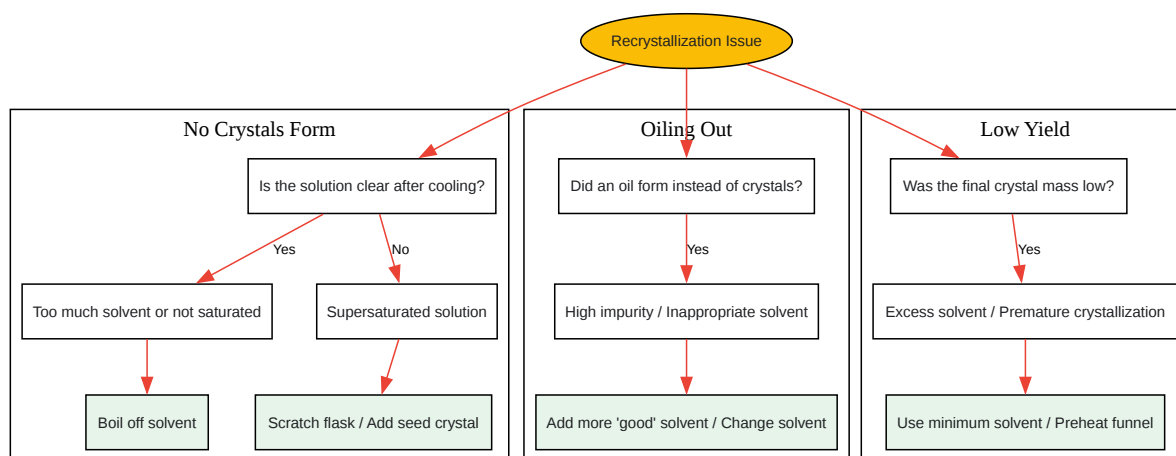 Recrystallization Issue
No Crystals Form
Oiling Out
Low Yield
Is the solution clear after cooling?
Did an oil form instead of crystals?
Was the final crystal mass low?
Yes
No
Yes
Yes
Too much solvent or not saturated
Supersaturated solution
High impurity / Inappropriate solvent
Excess solvent / Premature crystallization
Boil off solvent
Scratch flask / Add seed crystal
Add more 'good' solvent / Change solvent
Use minimum solvent / Preheat funnel